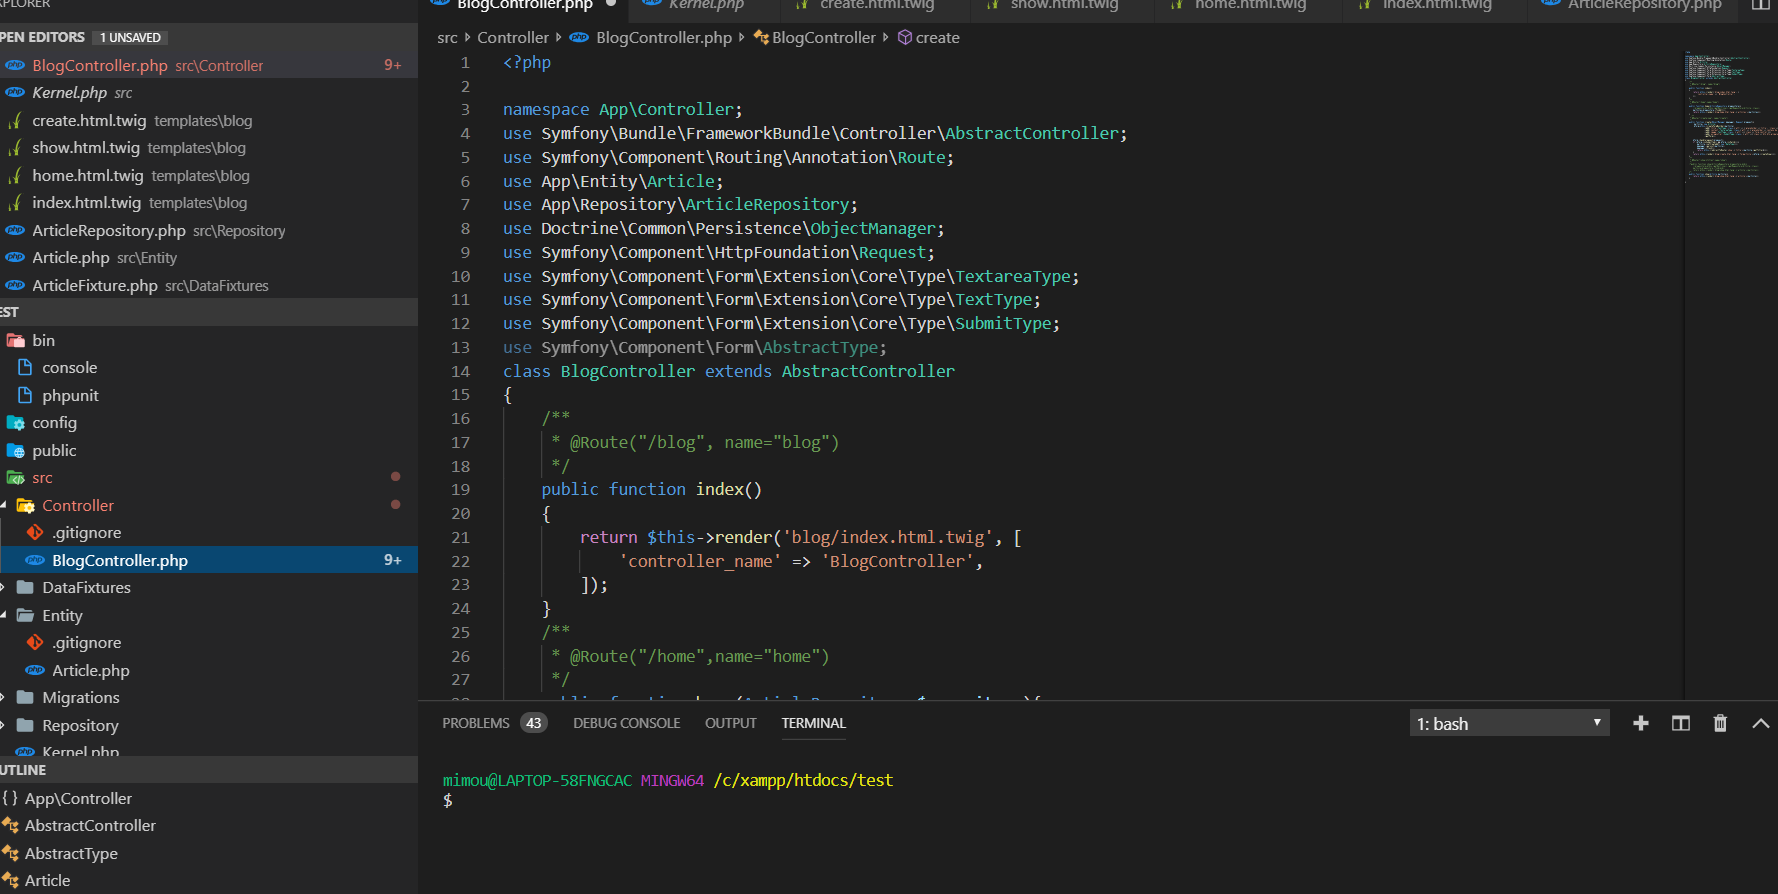 EXPLORER
OPEN EDITORS 1 UNSAVED
BlogController.php src\Controller 9+
Kernel.php src
create.html.twig templates\blog
show.html.twig templates\blog
home.html.twig templates\blog
index.html.twig templates\blog
ArticleRepository.php src\Repository
Article.php src\Entity
ArticleFixture.php src\DataFixtures
EST
bin
console
phpunit
config
public
src
Controller
.gitignore
BlogController.php 9+
DataFixtures
Entity
.gitignore
Article.php
Migrations
Repository
Kernel.php
OUTLINE
{} App\Controller
AbstractController
AbstractType
Article
BlogController.php Kernel.php create.html.twig show.html.twig home.html.twig index.html.twig ArticleRepository.php
src Controller BlogController.php BlogController create
1 <?php
2
3 namespace App\Controller;
4 use Symfony\Bundle\FrameworkBundle\Controller\AbstractController;
5 use Symfony\Component\Routing\Annotation\Route;
6 use App\Entity\Article;
7 use App\Repository\ArticleRepository;
8 use Doctrine\Common\Persistence\ObjectManager;
9 use Symfony\Component\HttpFoundation\Request;
10 use Symfony\Component\Form\Extension\Core\Type\TextareaType;
11 use Symfony\Component\Form\Extension\Core\Type\TextType;
12 use Symfony\Component\Form\Extension\Core\Type\SubmitType;
13 use Symfony\Component\Form\AbstractType;
14 class BlogController extends AbstractController
15 {
16 /**
17 * @Route("/blog", name="blog")
18 */
19 public function index()
20 {
21 return $this->render('blog/index.html.twig', [
22 'controller_name' => 'BlogController',
23 ]);
24 }
25 /**
26 * @Route("/home",name="home")
27 */
PROBLEMS 43 DEBUG CONSOLE OUTPUT TERMINAL 1: bash
mimou@LAPTOP-58FNGCAC MINGW64 /c/xampp/htdocs/test
$